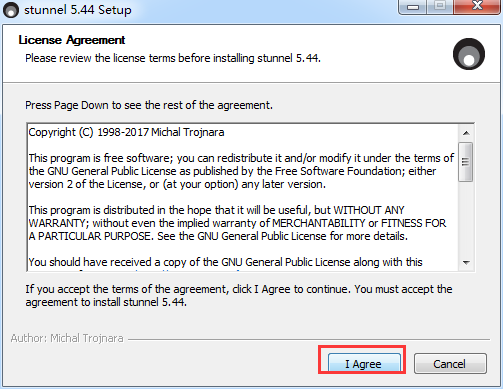 stunnel 5.44 Setup
License Agreement
Please review the license terms before installing stunnel 5.44.
Press Page Down to see the rest of the agreement.
Copyright (C) 1998-2017 Michal Trojnara
This program is free software; you can redistribute it and/or modify it under the terms of
the GNU General Public License as published by the Free Software Foundation; either
version 2 of the License, or (at your option) any later version.
This program is distributed in the hope that it will be useful, but WITHOUT ANY
WARRANTY; without even the implied warranty of MERCHANTABILITY or FITNESS FOR
A PARTICULAR PURPOSE. See the GNU General Public License for more details.
You should have received a copy of the GNU General Public License along with this
If you accept the terms of the agreement, click I Agree to continue. You must accept the
agreement to install stunnel 5.44.
Author: Michal Trojnara
I Agree
Cancel